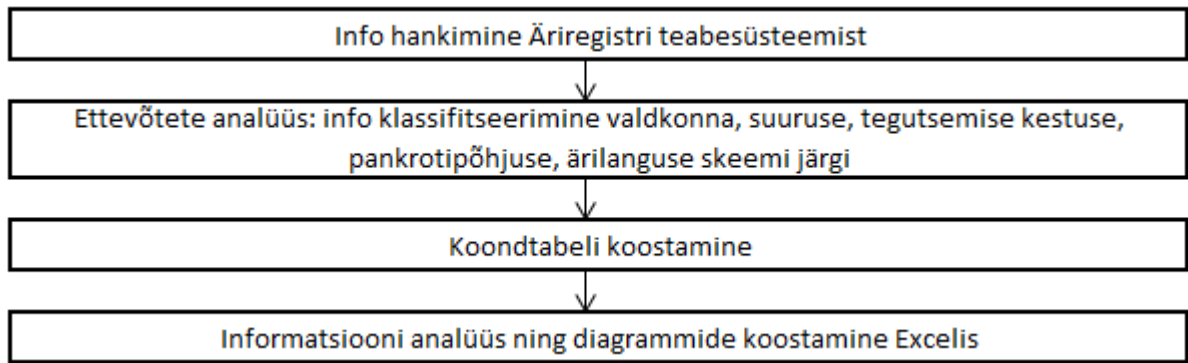 Info hankimine Äriregistri teabesüsteemist
Ettevõtete analüüs: info klassifitseerimine valdkonna, suuruse, tegutsemise kestuse,
pankrotipõhjuse, ärilanguse skeemi järgi
Koondtabeli koostamine
Informatsiooni analüüs ning diagrammide koostamine Excelis